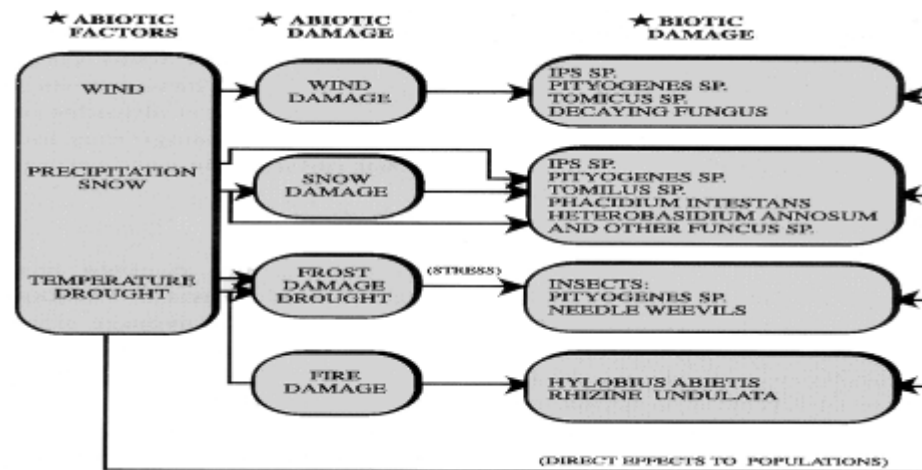 ★ ABIOTIC FACTORS
★ ABIOTIC DAMAGE
★ BIOTIC DAMAGE
WIND
WIND DAMAGE
IPS SP.
PITYOGENES SP.
TOMICUS SP.
DECAYING FUNGUS
PRECIPITATION
SNOW
SNOW DAMAGE
IPS SP.
PITYOGENES SP.
TOMILUS SP.
PHACIDIUM INTESTANS
HETEROBASIDIUM ANNOSUM
AND OTHER FUNCUS SP.
TEMPERATURE
DROUGHT
FROST
DAMAGE
DROUGHT
(STRESS)
INSECTS:
PITYOGENES SP.
NEEDLE WEEVILS
FIRE
DAMAGE
HYLOBIUS ABIETIS
RHIZINE UNDULATA
(DIRECT EFFECTS TO POPULATIONS)